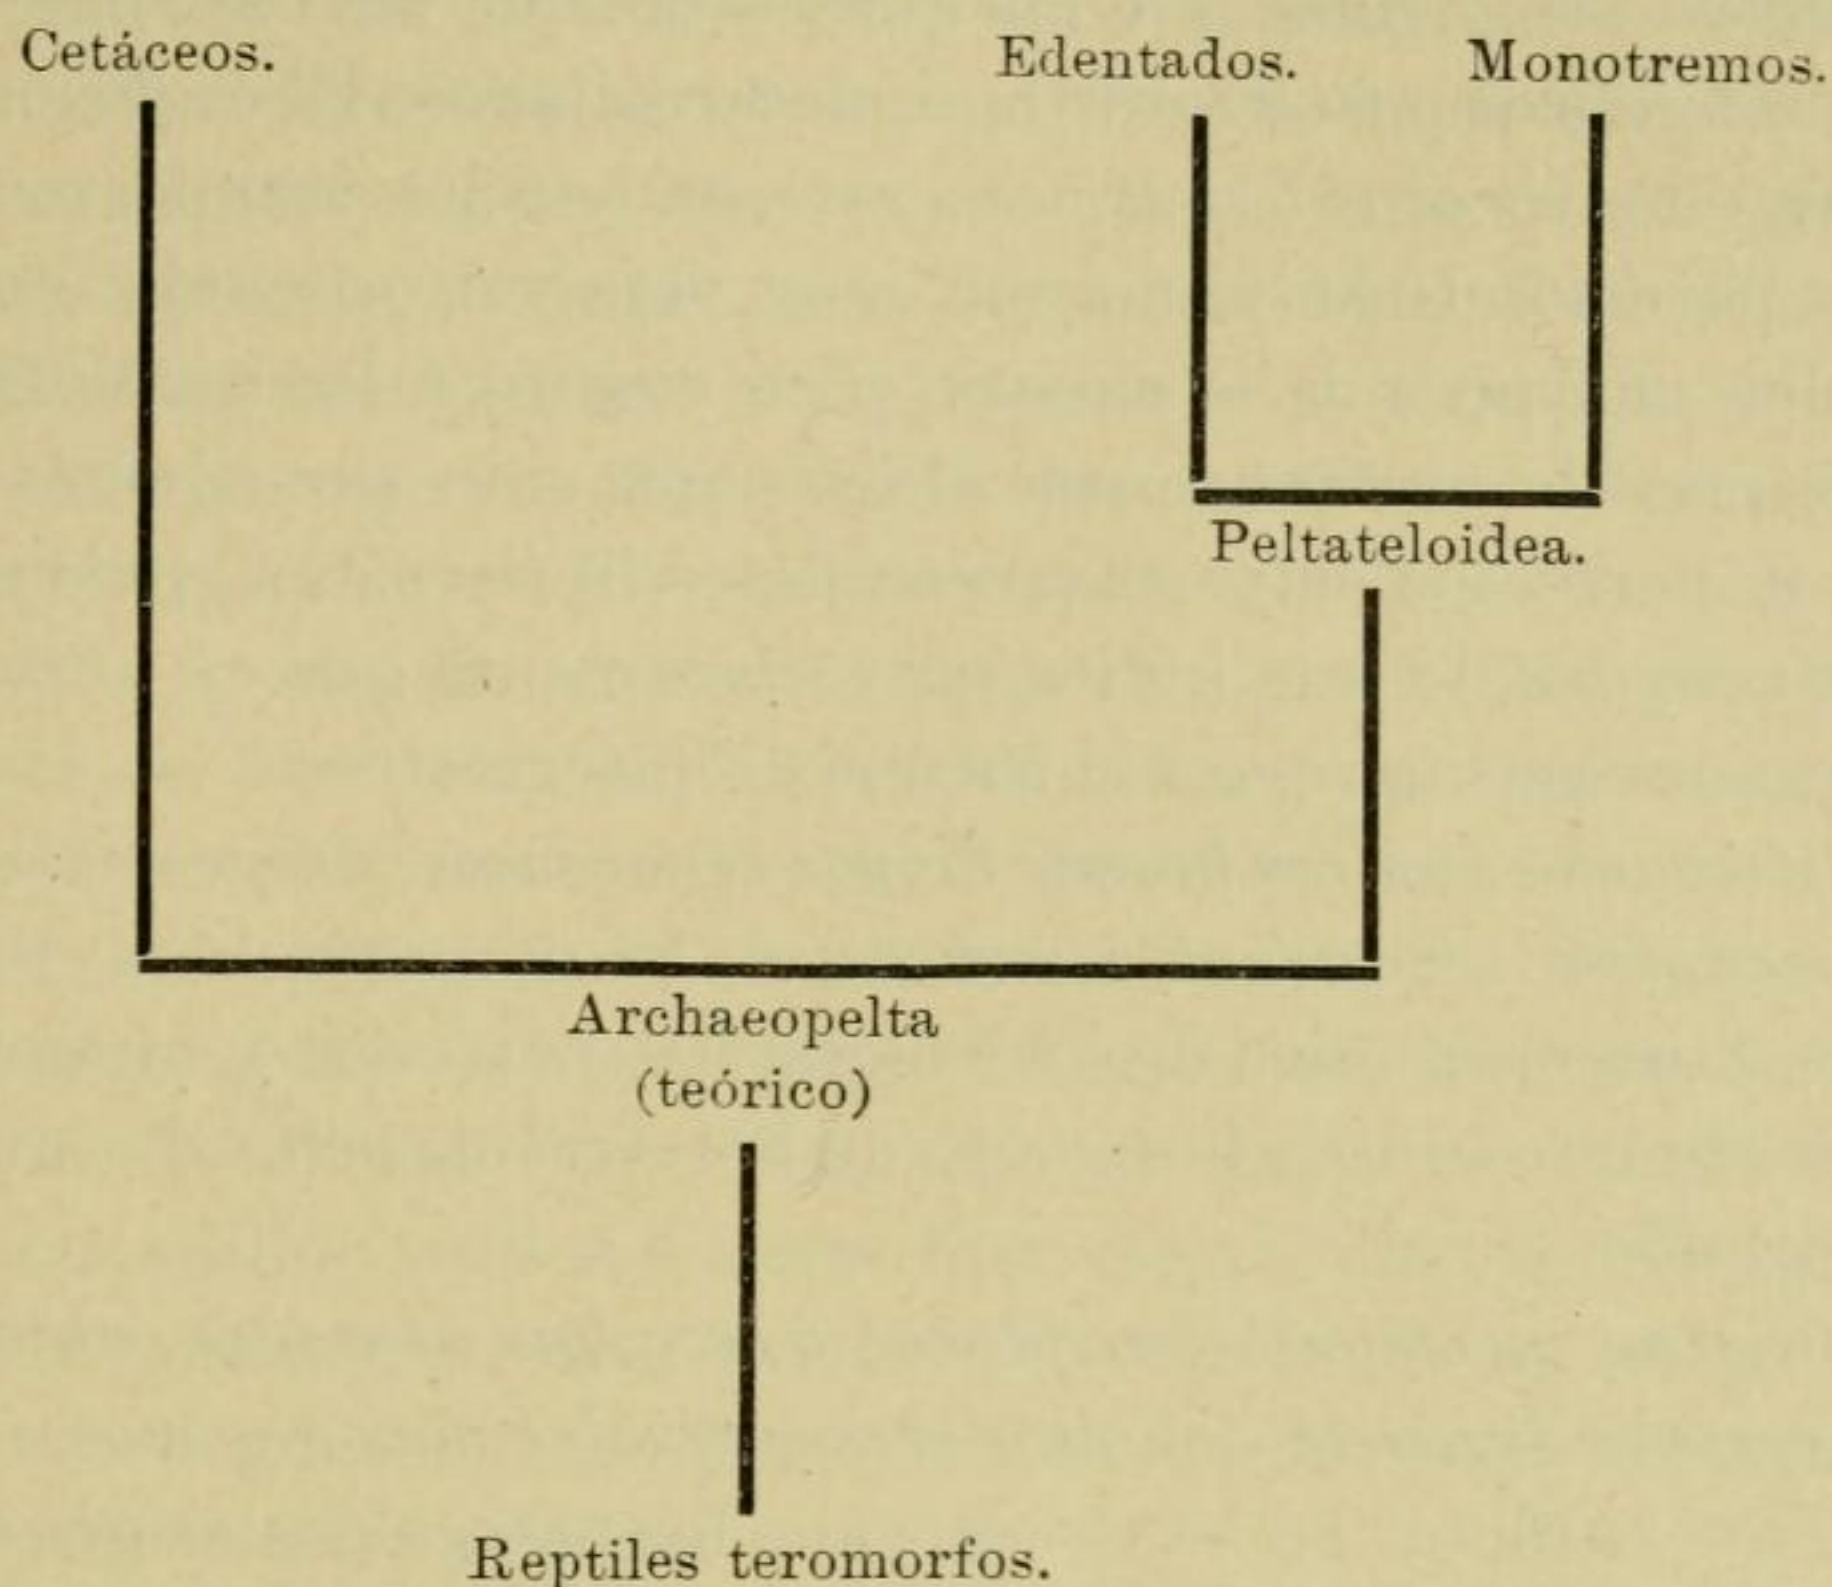 Cetáceos.
Edentados.
Monotremos.
Peltateloidea.
Archaeopelta
(teórico)
Reptiles teromorfos.